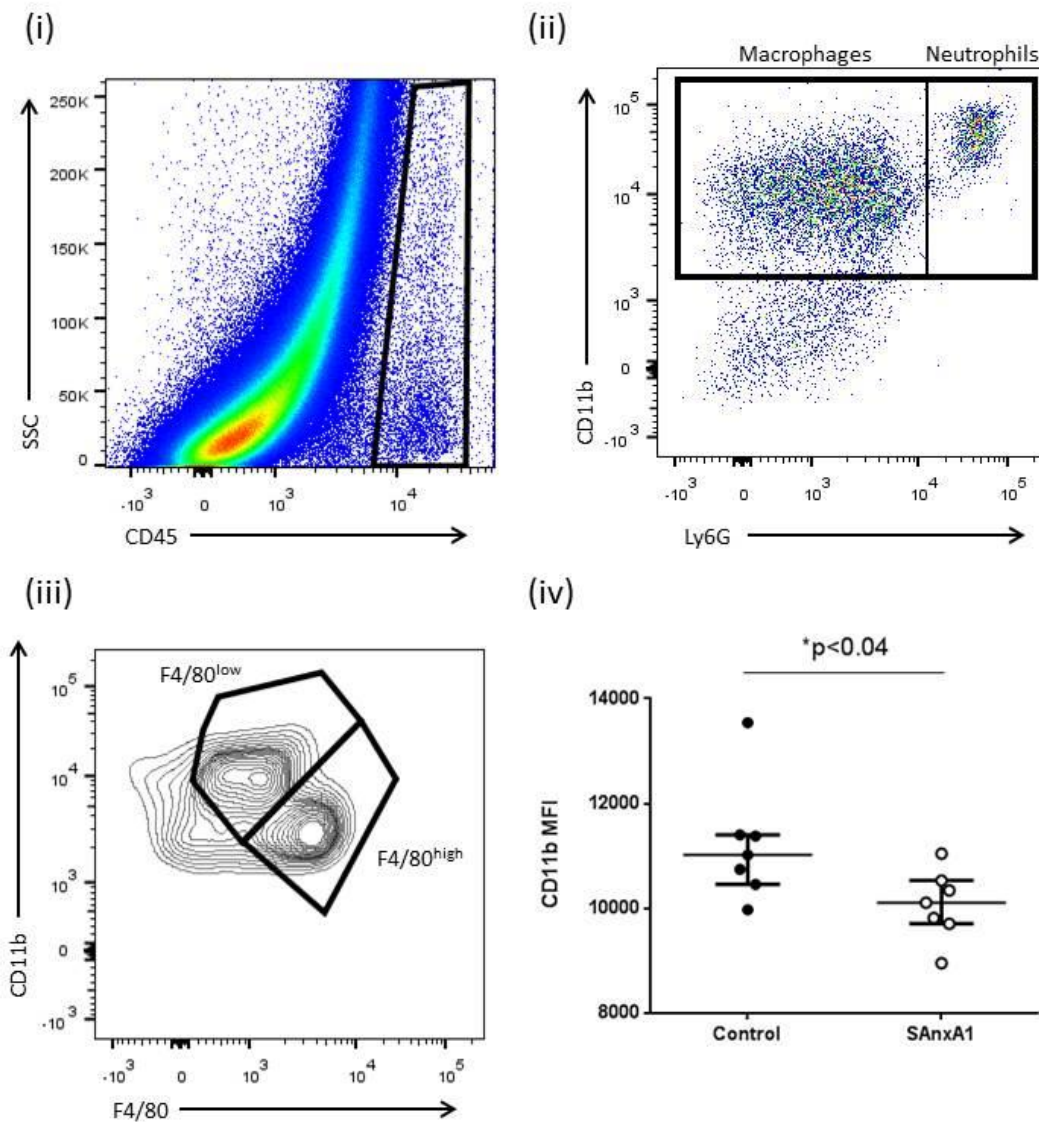 (i)
250K
200K
150K
100K
50K
0
SSC
-10³ 0 10³ 10⁴
CD45
(ii)
Macrophages Neutrophils
10⁵
10⁴
10³
0
-10³
CD11b
-10³ 0 10³ 10⁴ 10⁵
Ly6G
(iii)
F4/80ˡᵒʷ
F4/80ʰⁱᵍʰ
10⁵
10⁴
10³
0
-10³
CD11b
-10³ 0 10³ 10⁴ 10⁵
F4/80
(iv)
*p<0.04
14000
12000
10000
8000
CD11b MFI
Control SAnxA1